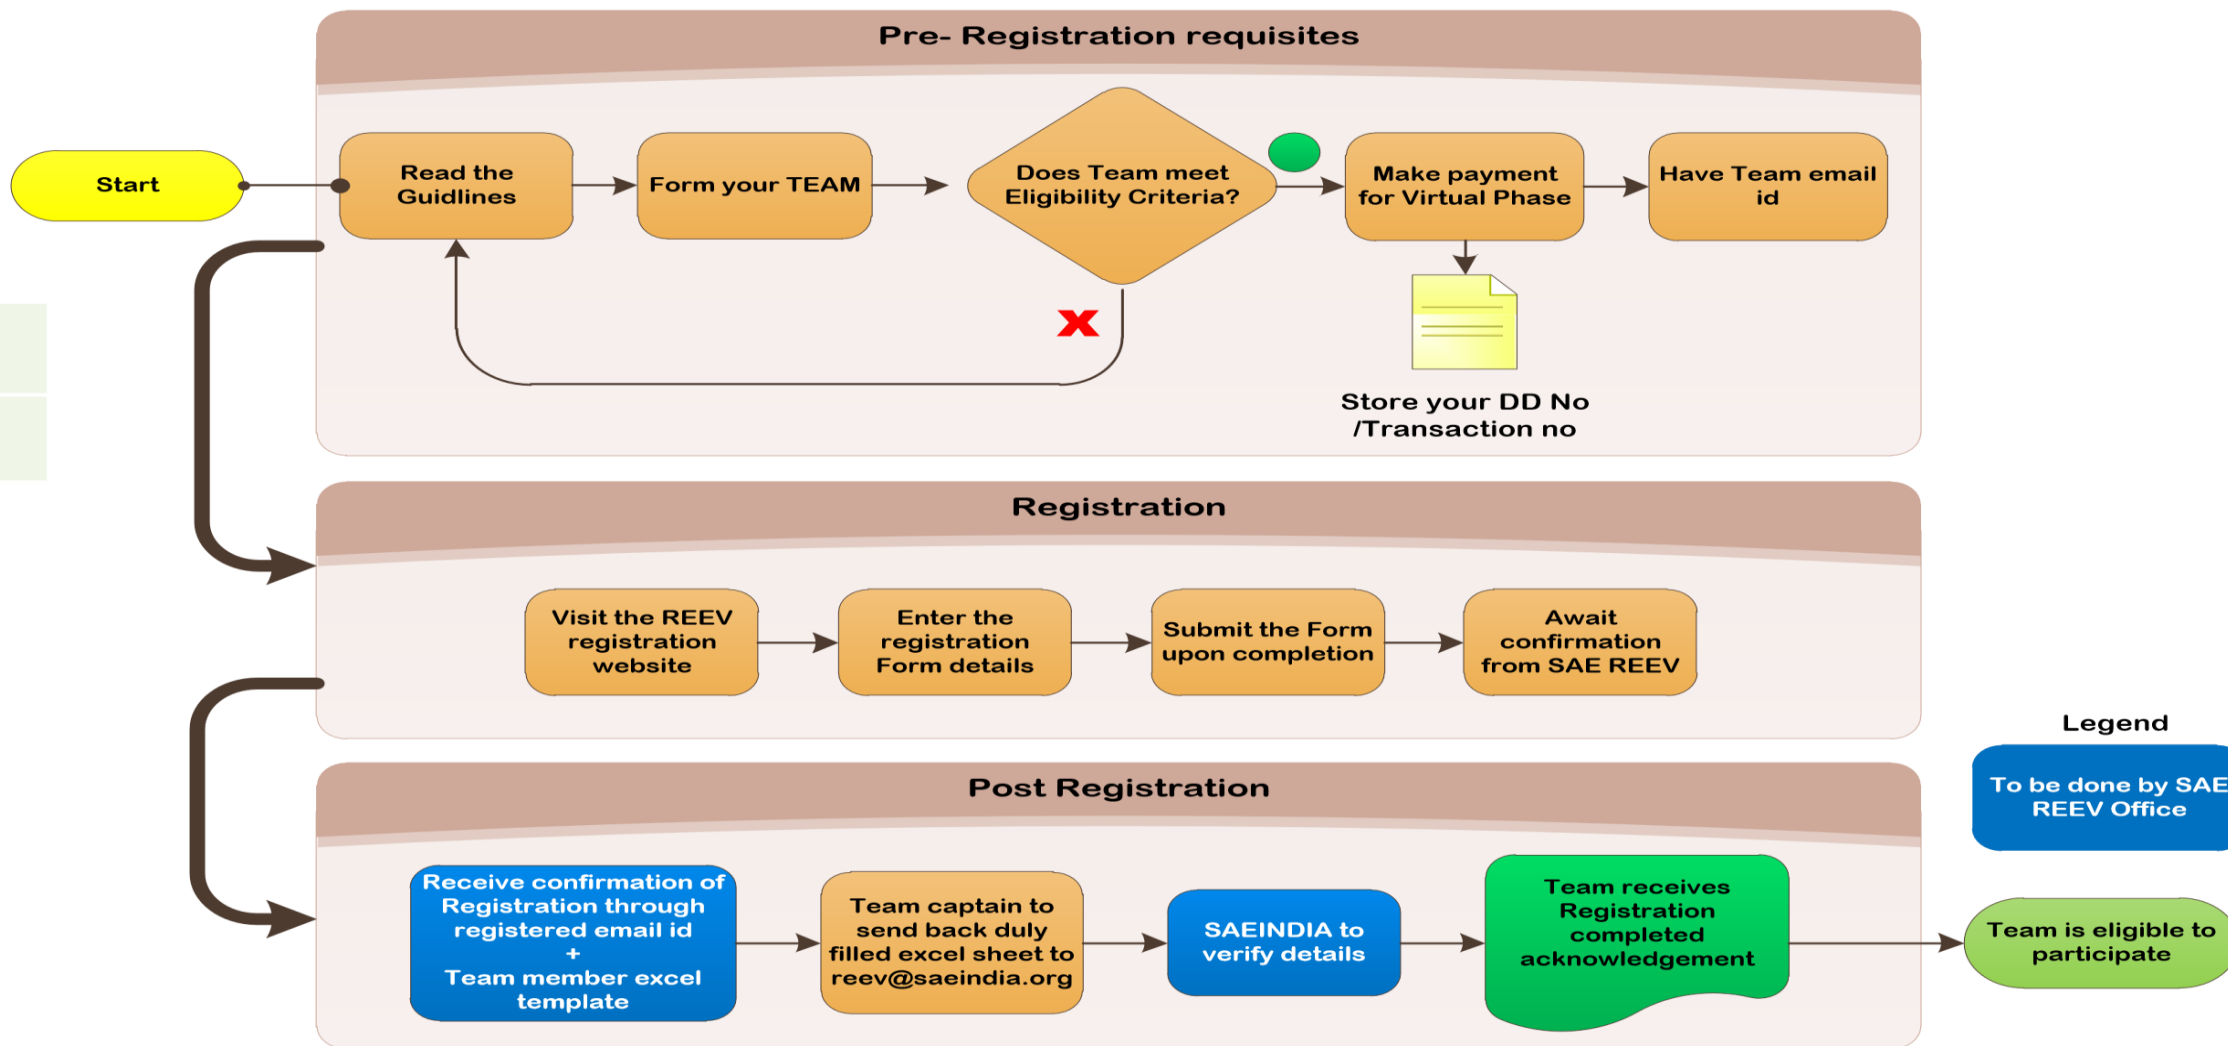 Pre- Registration requisites
Start
Read the
Guidlines
Form your TEAM
Does Team meet
Eligibility Criteria?
Make payment
for Virtual Phase
Have Team email
id
Store your DD No
/Transaction no
Registration
Visit the REEV
registration
website
Enter the
registration
Form details
Submit the Form
upon completion
Await
confirmation
from SAE REEV
Legend
To be done by SAE
REEV Office
Post Registration
Receive confirmation of
Registration through
registered email id
+
Team member excel
template
Team captain to
send back duly
filled excel sheet to
reev@saeindia.org
SAEINDIA to
verify details
Team receives
Registration
completed
acknowledgement
Team is eligible to
participate